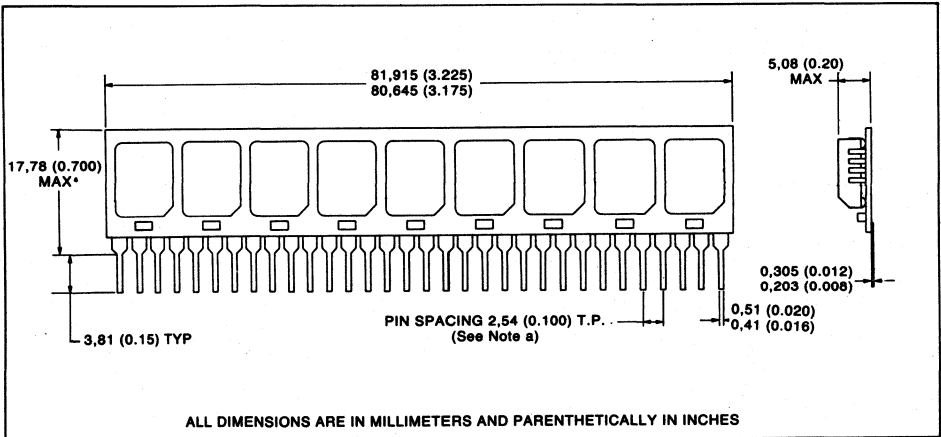 81,915 (3.225)
80,645 (3.175)
5,08 (0.20)
MAX
17,78 (0.700)
MAX
3,81 (0.15) TYP
PIN SPACING 2,54 (0.100) T.P.
(See Note a)
0,305 (0.012)
0,203 (0.008)
0,51 (0.020)
0,41 (0.016)
ALL DIMENSIONS ARE IN MILLIMETERS AND PARENTHETICALLY IN INCHES